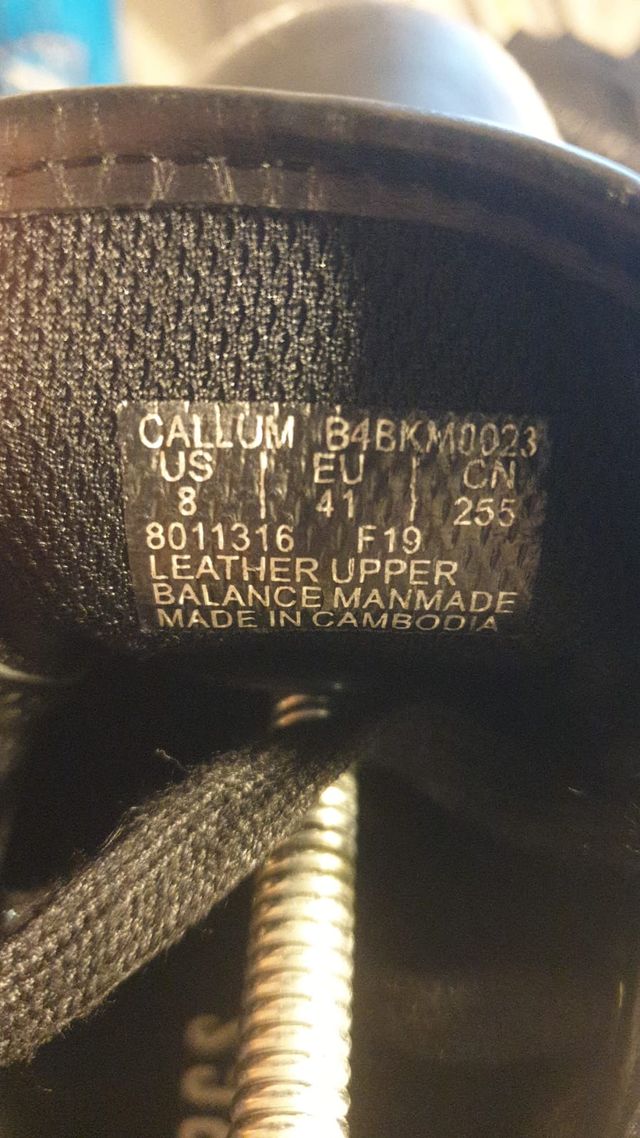 CALLUM B4BKM0023
US | EU | CN
8 | 41 | 255
8011316 F19
LEATHER UPPER
BALANCE MANMADE
MADE IN CAMBODIA